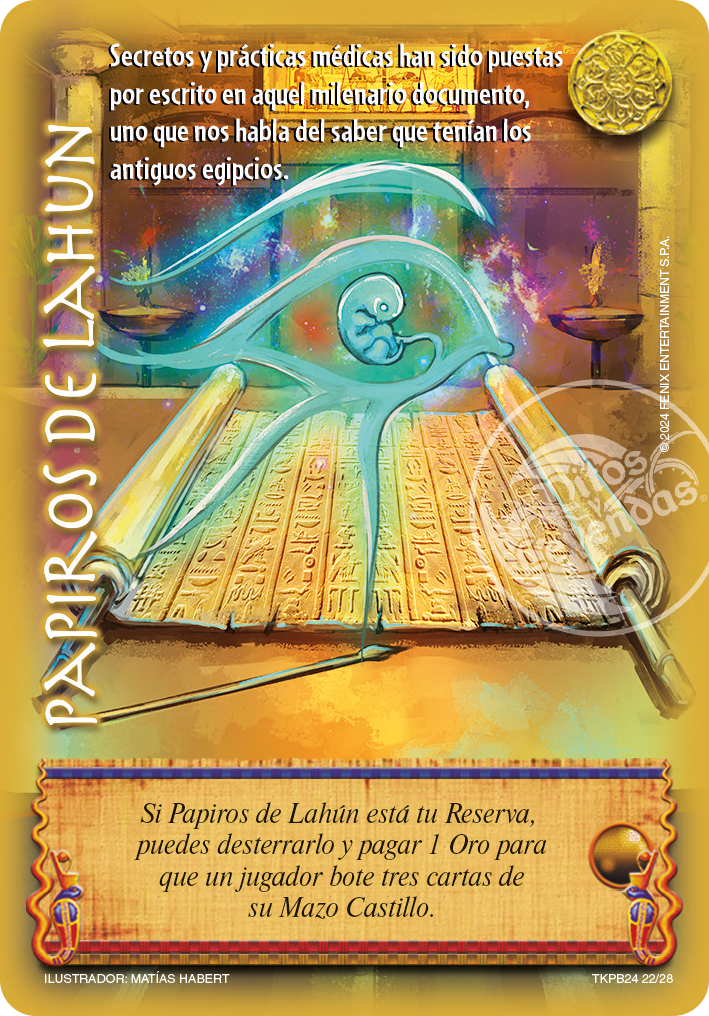 Secretos y prácticas médicas han sido puestas
por escrito en aquel milenario documento,
uno que nos habla del saber que tenían los
antiguos egipcios.
PAPIROS DE LAHUN
© 2024 FENIX ENTERTAINMENT S.P.A.
Mitos
y
Leyendas®
Si Papiros de Lahún está tu Reserva,
puedes desterrarlo y pagar 1 Oro para
que un jugador bote tres cartas de
su Mazo Castillo.
ILUSTRADOR: MATÍAS HABERT
TKPB24 22/28